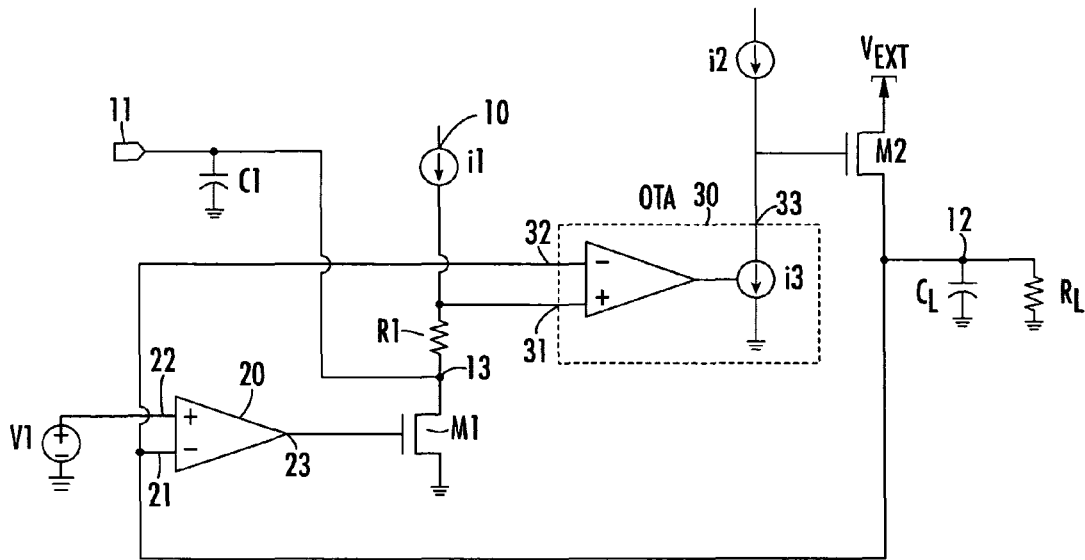 i2
V_EXT
11
10
M2
C1
i1
OTA 30
33
12
32
-
i3
+
C_L
R_L
R1
31
13
22
20
+
V1
+
-
-
M1
21
23